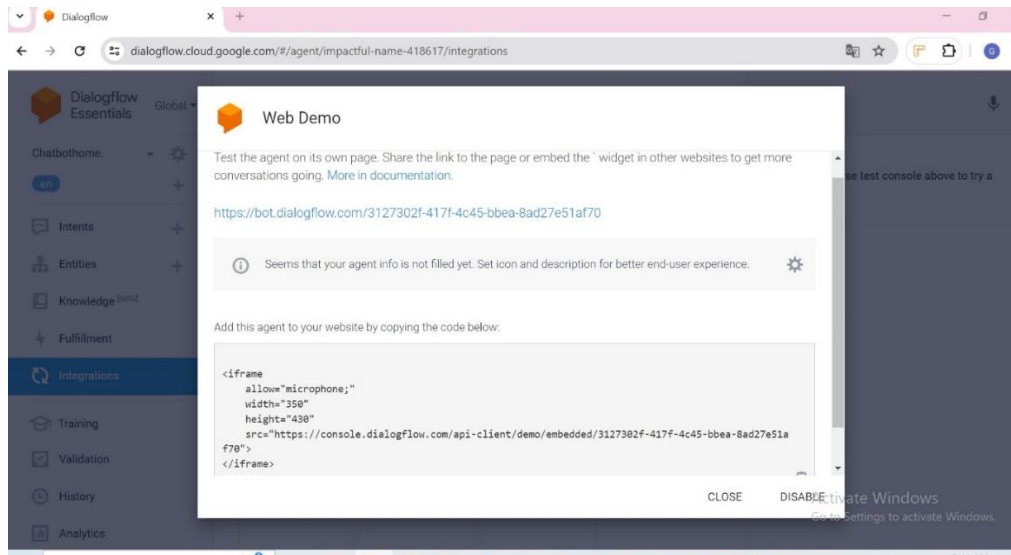 Dialogflow
dialogflow.cloud.google.com/#/agent/impactful-name-418617/integrations
G
Dialogflow
Essentials
Global
Web Demo
Chatbothome.
en
Test the agent on its own page. Share the link to the page or embed the ` widget in other websites to get more
conversations going. More in documentation.
se test console above to try a
https://bot.dialogflow.com/3127302f-417f-4c45-bbea-8ad27e51af70
Intents
Entities
Seems that your agent info is not filled yet. Set icon and description for better end-user experience.
Knowledge [beta]
Fulfillment
Add this agent to your website by copying the code below:
Integrations
<iframe
allow="microphone;"
width="350"
height="430"
src="https://console.dialogflow.com/api-client/demo/embedded/3127302f-417f-4c45-bbea-8ad27e51a
f70">
</iframe>
Training
Validation
History
CLOSE
DISABLE
Activate Windows
Go to Settings to activate Windows.
Analytics